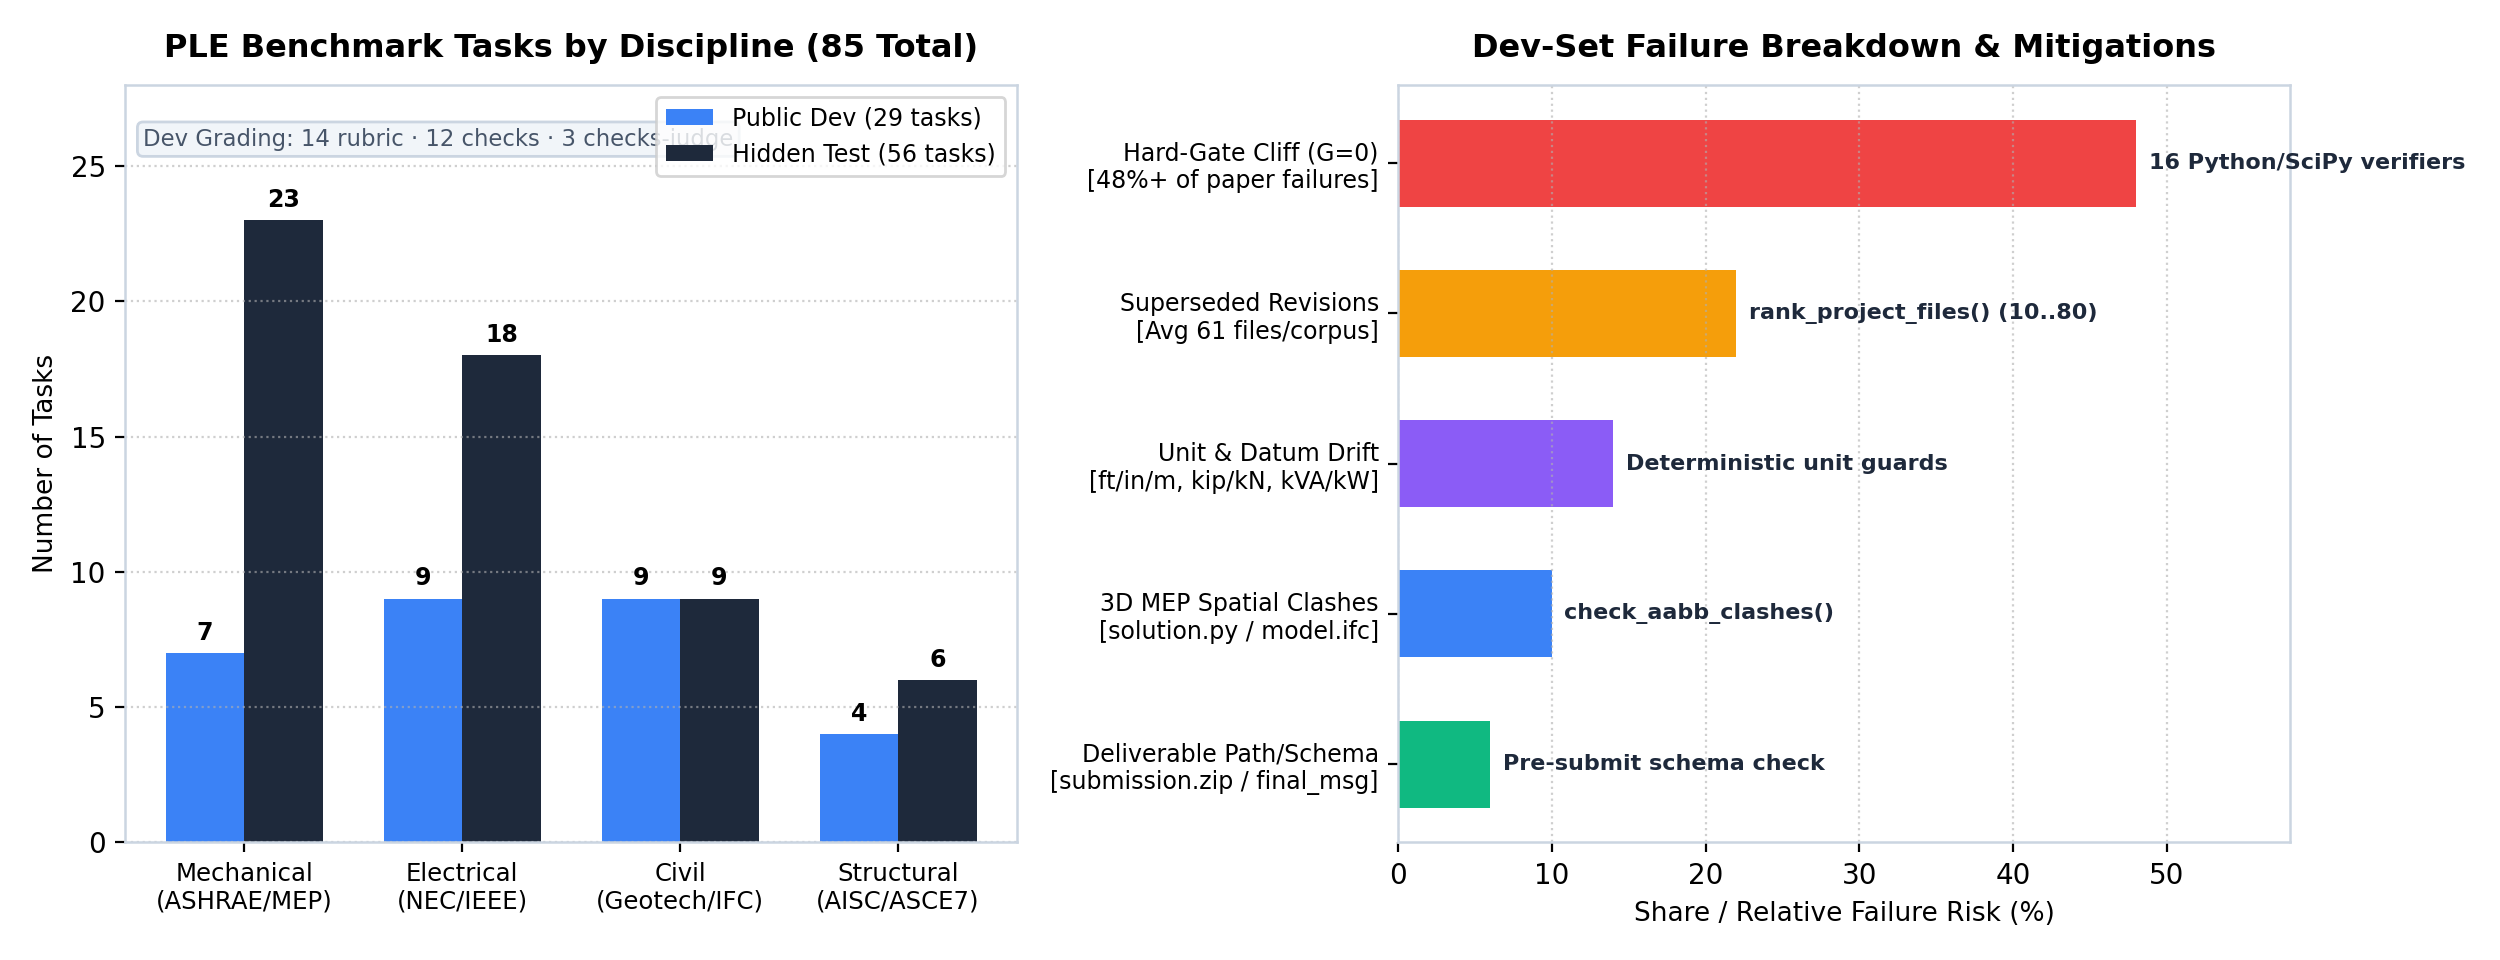 PLE Benchmark Tasks by Discipline (85 Total)
Dev Grading: 14 rubric · 12 checks · 3 checks-judge
Public Dev (29 tasks)
Hidden Test (56 tasks)
Number of Tasks
25
20
15
10
5
0
7
23
9
18
9
9
4
6
Mechanical
(ASHRAE/MEP)
Electrical
(NEC/IEEE)
Civil
(Geotech/IFC)
Structural
(AISC/ASCE7)
Dev-Set Failure Breakdown & Mitigations
Hard-Gate Cliff (G=0)
[48%+ of paper failures]
16 Python/SciPy verifiers
Superseded Revisions
[Avg 61 files/corpus]
rank_project_files() (10..80)
Unit & Datum Drift
[ft/in/m, kip/kN, kVA/kW]
Deterministic unit guards
3D MEP Spatial Clashes
[solution.py / model.ifc]
check_aabb_clashes()
Deliverable Path/Schema
[submission.zip / final_msg]
Pre-submit schema check
0
10
20
30
40
50
Share / Relative Failure Risk (%)